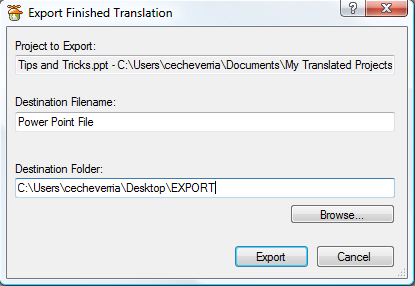 Export Finished Translation
Project to Export:
Tips and Tricks.ppt - C:\Users\cecheverria\Documents\My Translated Projects
Destination Filename:
Power Point File
Destination Folder:
C:\Users\cecheverria\Desktop\EXPORT
Browse...
Export Cancel